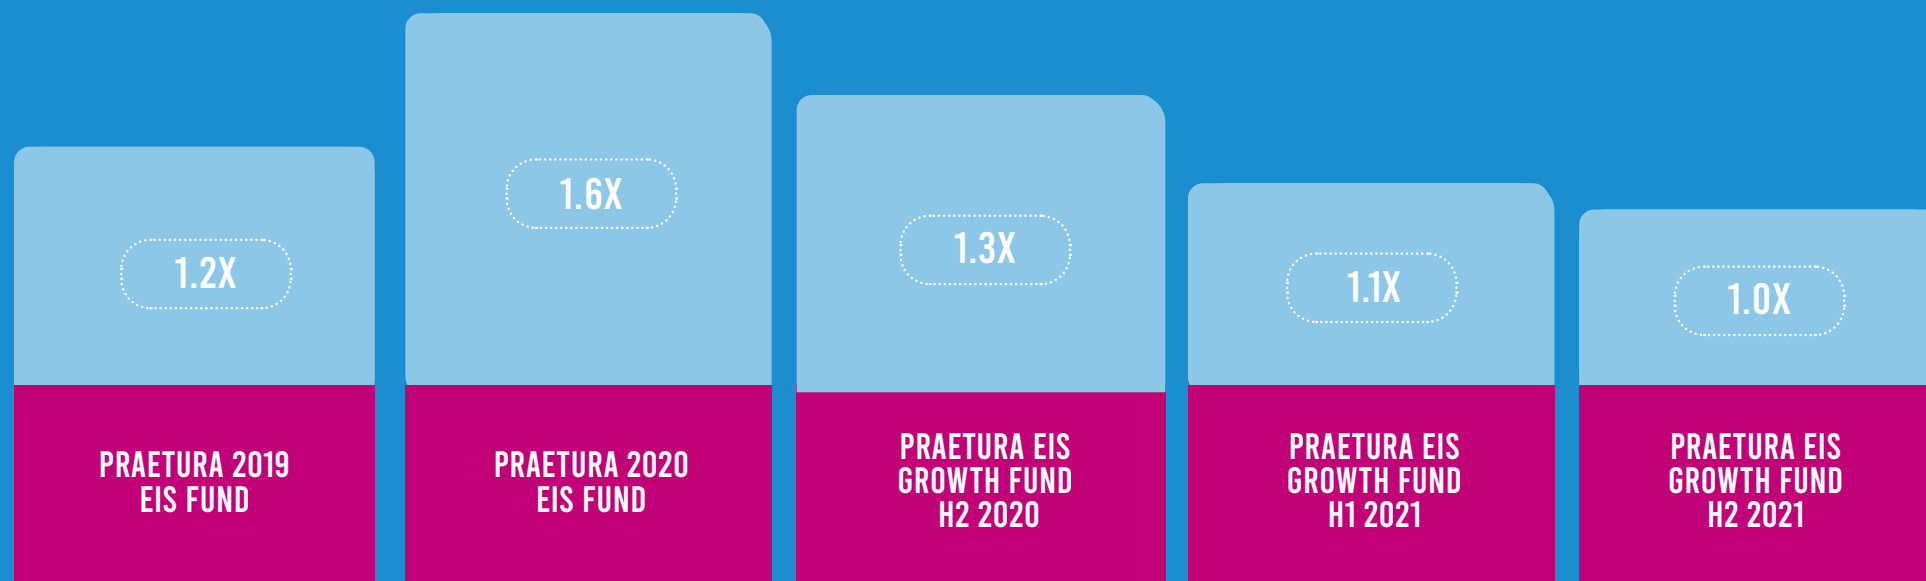 1.2X
PRAETURA 2019
EIS FUND
1.6X
PRAETURA 2020
EIS FUND
1.3X
PRAETURA EIS
GROWTH FUND
H2 2020
1.1X
PRAETURA EIS
GROWTH FUND
H1 2021
1.0X
PRAETURA EIS
GROWTH FUND
H2 2021